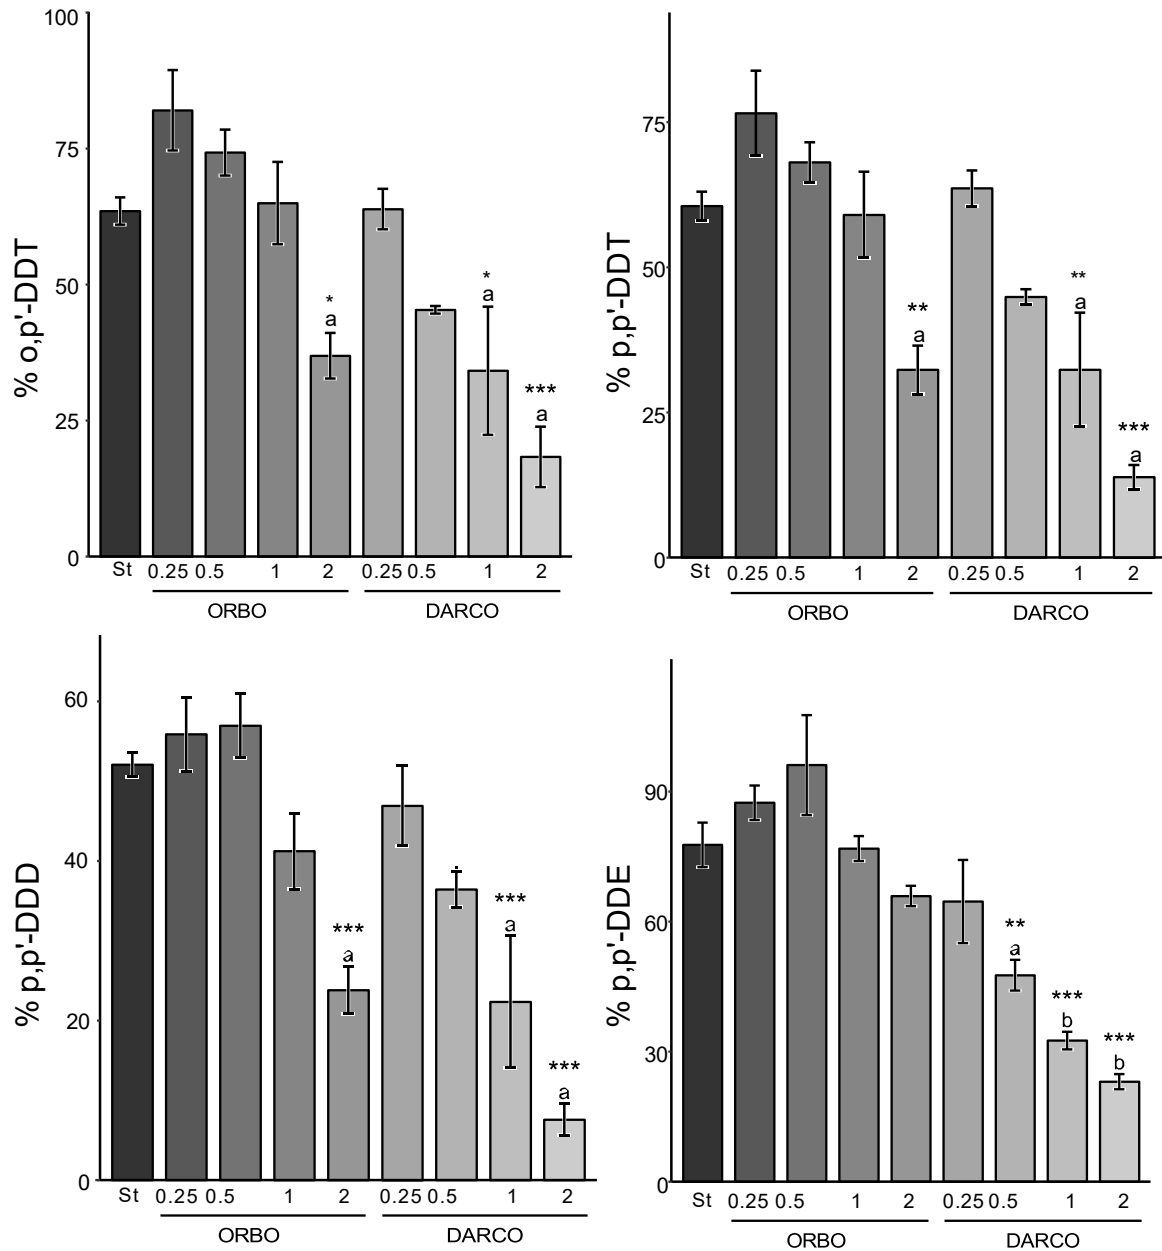 % o,p'-DDT
100
75
50
25
0
*
a
*
a
***
a
St 0.25 0.5 1 2 0.25 0.5 1 2
ORBO DARCO
% p,p'-DDT
75
50
25
0
**
a
**
a
***
a
St 0.25 0.5 1 2 0.25 0.5 1 2
ORBO DARCO
% p,p'-DDD
60
40
20
0
***
a
***
a
***
a
St 0.25 0.5 1 2 0.25 0.5 1 2
ORBO DARCO
% p,p'-DDE
90
60
30
0
**
a
***
b
***
b
St 0.25 0.5 1 2 0.25 0.5 1 2
ORBO DARCO